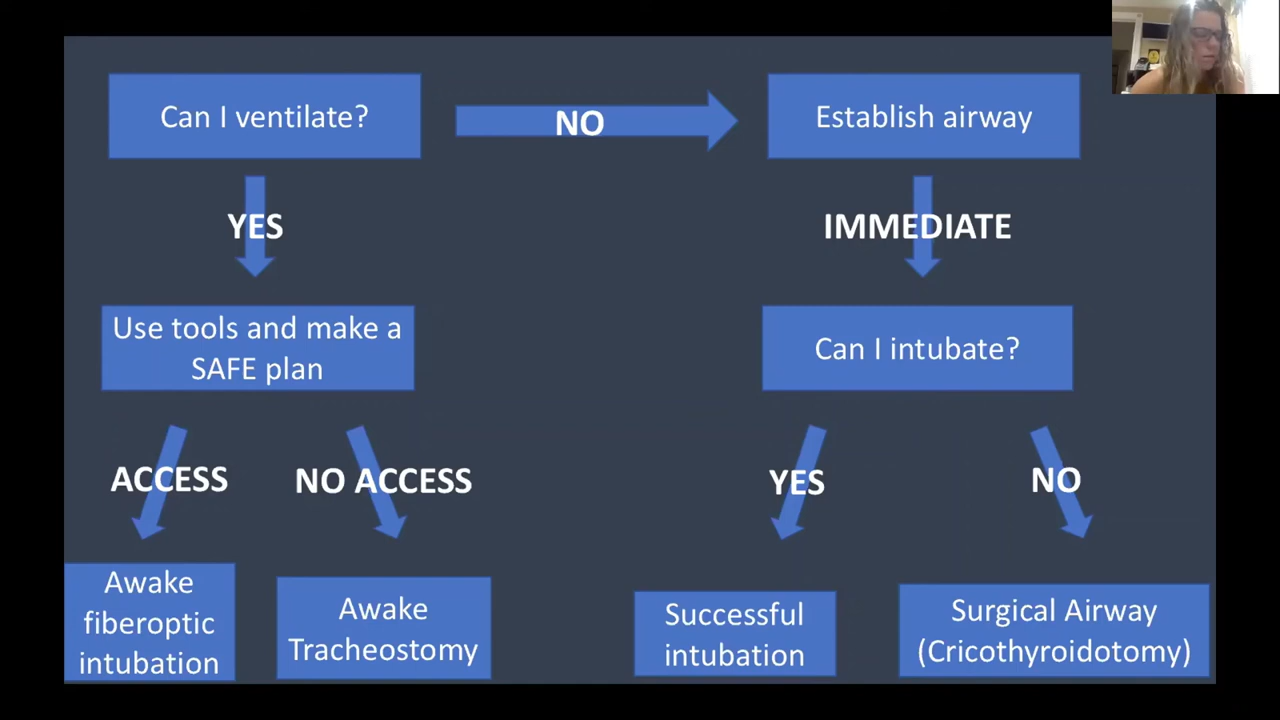 Can I ventilate?
NO
Establish airway
YES
IMMEDIATE
Use tools and make a
SAFE plan
Can I intubate?
ACCESS
NO ACCESS
YES
NO
Awake
fiberoptic
intubation
Awake
Tracheostomy
Successful
intubation
Surgical Airway
(Cricothyroidotomy)